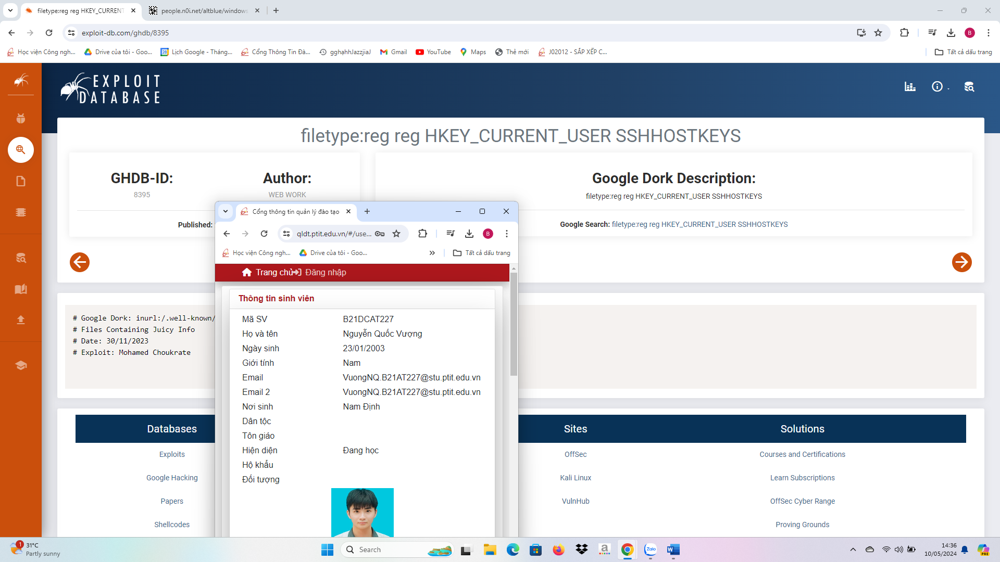 filetype:reg reg HKEY_CURRENT
people.n0i.net/altblue/windows
exploit-db.com/ghdb/8395
B
Học viện Công ngh...
Drive của tôi - Goo...
Lịch Google - Tháng...
Cổng Thông Tin Đà...
gghạhhJazzjiaJ
Gmail
YouTube
Maps
Thẻ mới
J02012 - SẮP XẾP C...
Tất cả dấu trang
EXPLOIT
DATABASE
filetype:reg reg HKEY_CURRENT_USER SSHHOSTKEYS
GHDB-ID:
8395
Author:
WEB WORK
Published:
Google Dork Description:
filetype:reg reg HKEY_CURRENT_USER SSHHOSTKEYS
Google Search: filetype:reg reg HKEY_CURRENT_USER SSHHOSTKEYS
# Google Dork: inurl:/.well-known/
# Files Containing Juicy Info
# Date: 30/11/2023
# Exploit: Mohamed Choukrate
Cổng thông tin quản lý đào tạo
qldt.ptit.edu.vn/#/use...
B
Học viện Công ngh...
Drive của tôi - Goo...
Tất cả dấu trang
Trang chủ Đăng nhập
Thông tin sinh viên
Mã SV B21DCAT227
Họ và tên Nguyễn Quốc Vượng
Ngày sinh 23/01/2003
Giới tính Nam
Email VuongNQ.B21AT227@stu.ptit.edu.vn
Email 2 VuongNQ.B21AT227@stu.ptit.edu.vn
Nơi sinh Nam Định
Dân tộc
Tôn giáo
Hiện diện Đang học
Hộ khẩu
Đối tượng
Databases
Exploits
Google Hacking
Papers
Shellcodes
Sites
OffSec
Kali Linux
VulnHub
Solutions
Courses and Certifications
Learn Subscriptions
OffSec Cyber Range
Proving Grounds
1
31°C
Partly sunny
Search
Zalo
14:36
10/05/2024
PRE